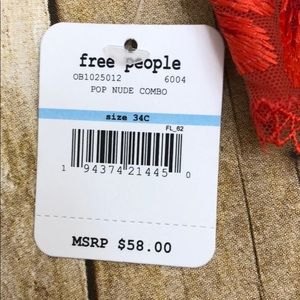 free people
OB1025012 6004
POP NUDE COMBO
size 34C
FL_62
1 94374 21445 0
MSRP $58.00